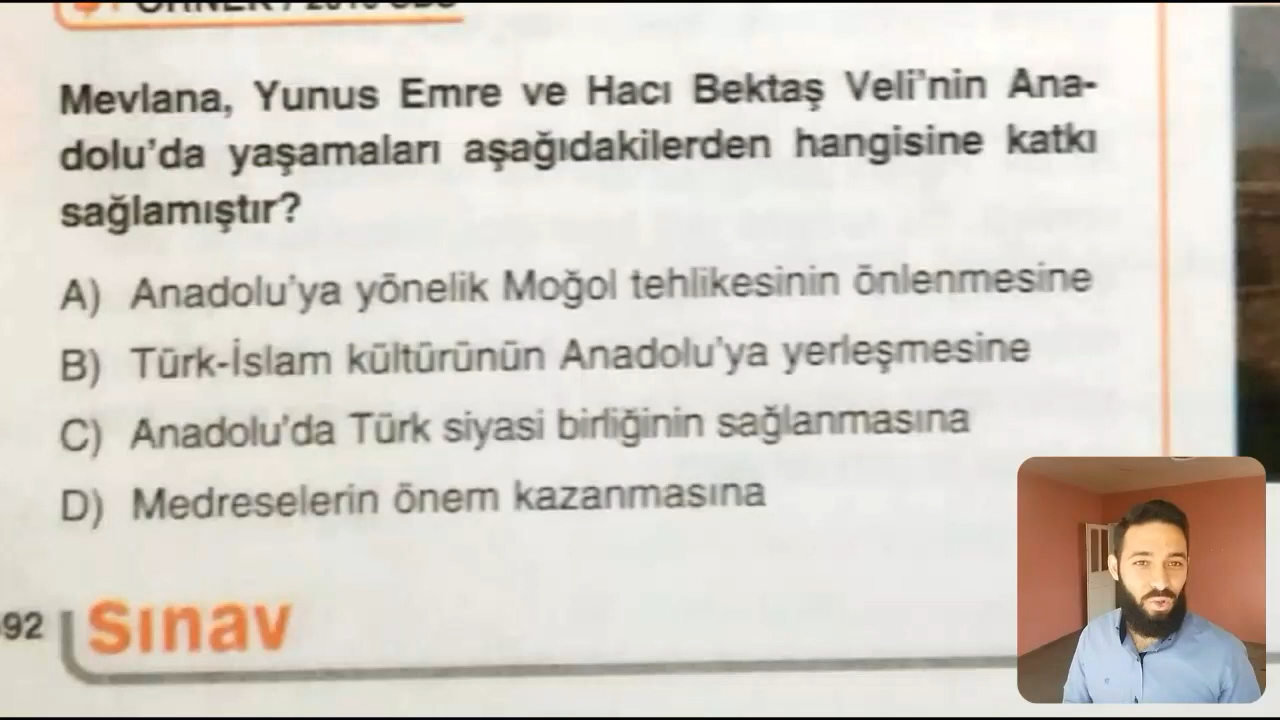 Mevlana, Yunus Emre ve Hacı Bektaş Veli'nin Ana-
dolu'da yaşamaları aşağıdakilerden hangisine katkı
sağlamıştır?
A) Anadolu'ya yönelik Moğol tehlikesinin önlenmesine
B) Türk-İslam kültürünün Anadolu'ya yerleşmesine
C) Anadolu'da Türk siyasi birliğinin sağlanmasına
D) Medreselerin önem kazanmasına
92 Sınav